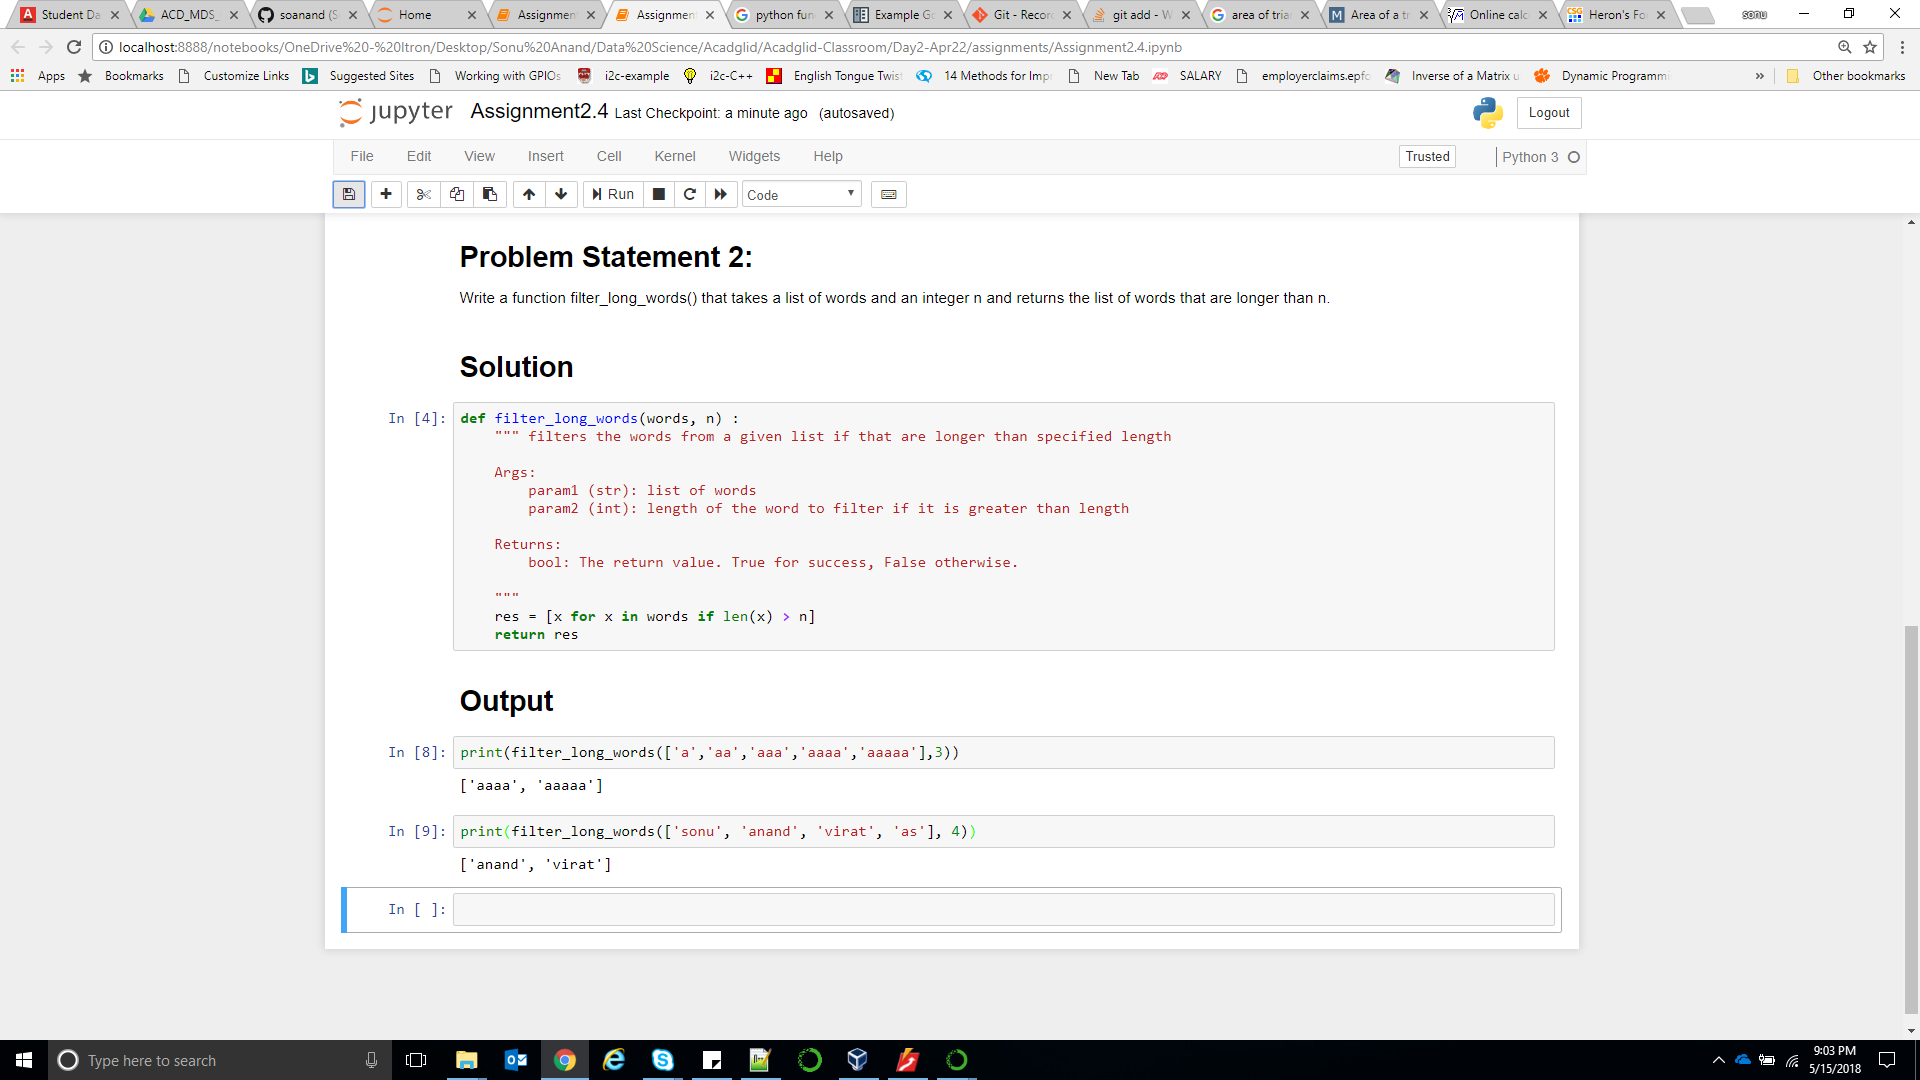 Student Da
ACD_MDS_
soanand (S
Home
Assignmen
Assignmen
python fun
Example Go
Git - Recor
git add - W
area of tria
Area of a tr
Online calc
Heron's Fo
sonu
localhost:8888/notebooks/OneDrive%20-%20Itron/Desktop/Sonu%20Anand/Data%20Science/Acadglid/Acadglid-Classroom/Day2-Apr22/assignments/Assignment2.4.ipynb
Apps Bookmarks Customize Links Suggested Sites Working with GPIOs i2c-example i2c-C++ English Tongue Twis 14 Methods for Imp New Tab SALARY employerclaims.epfo Inverse of a Matrix u Dynamic Programmi » Other bookmarks
jupyter Assignment2.4 Last Checkpoint: a minute ago (autosaved) Logout
File Edit View Insert Cell Kernel Widgets Help Trusted Python 3
Run Code
Problem Statement 2:
Write a function filter_long_words() that takes a list of words and an integer n and returns the list of words that are longer than n.
Solution
In [4]: def filter_long_words(words, n) :
""" filters the words from a given list if that are longer than specified length
Args:
param1 (str): list of words
param2 (int): length of the word to filter if it is greater than length
Returns:
bool: The return value. True for success, False otherwise.
"""
res = [x for x in words if len(x) > n]
return res
Output
In [8]: print(filter_long_words(['a','aa','aaa','aaaa','aaaaa'],3))
['aaaa', 'aaaaa']
In [9]: print(filter_long_words(['sonu', 'anand', 'virat', 'as'], 4))
['anand', 'virat']
In [ ]:
Type here to search
9:03 PM
5/15/2018